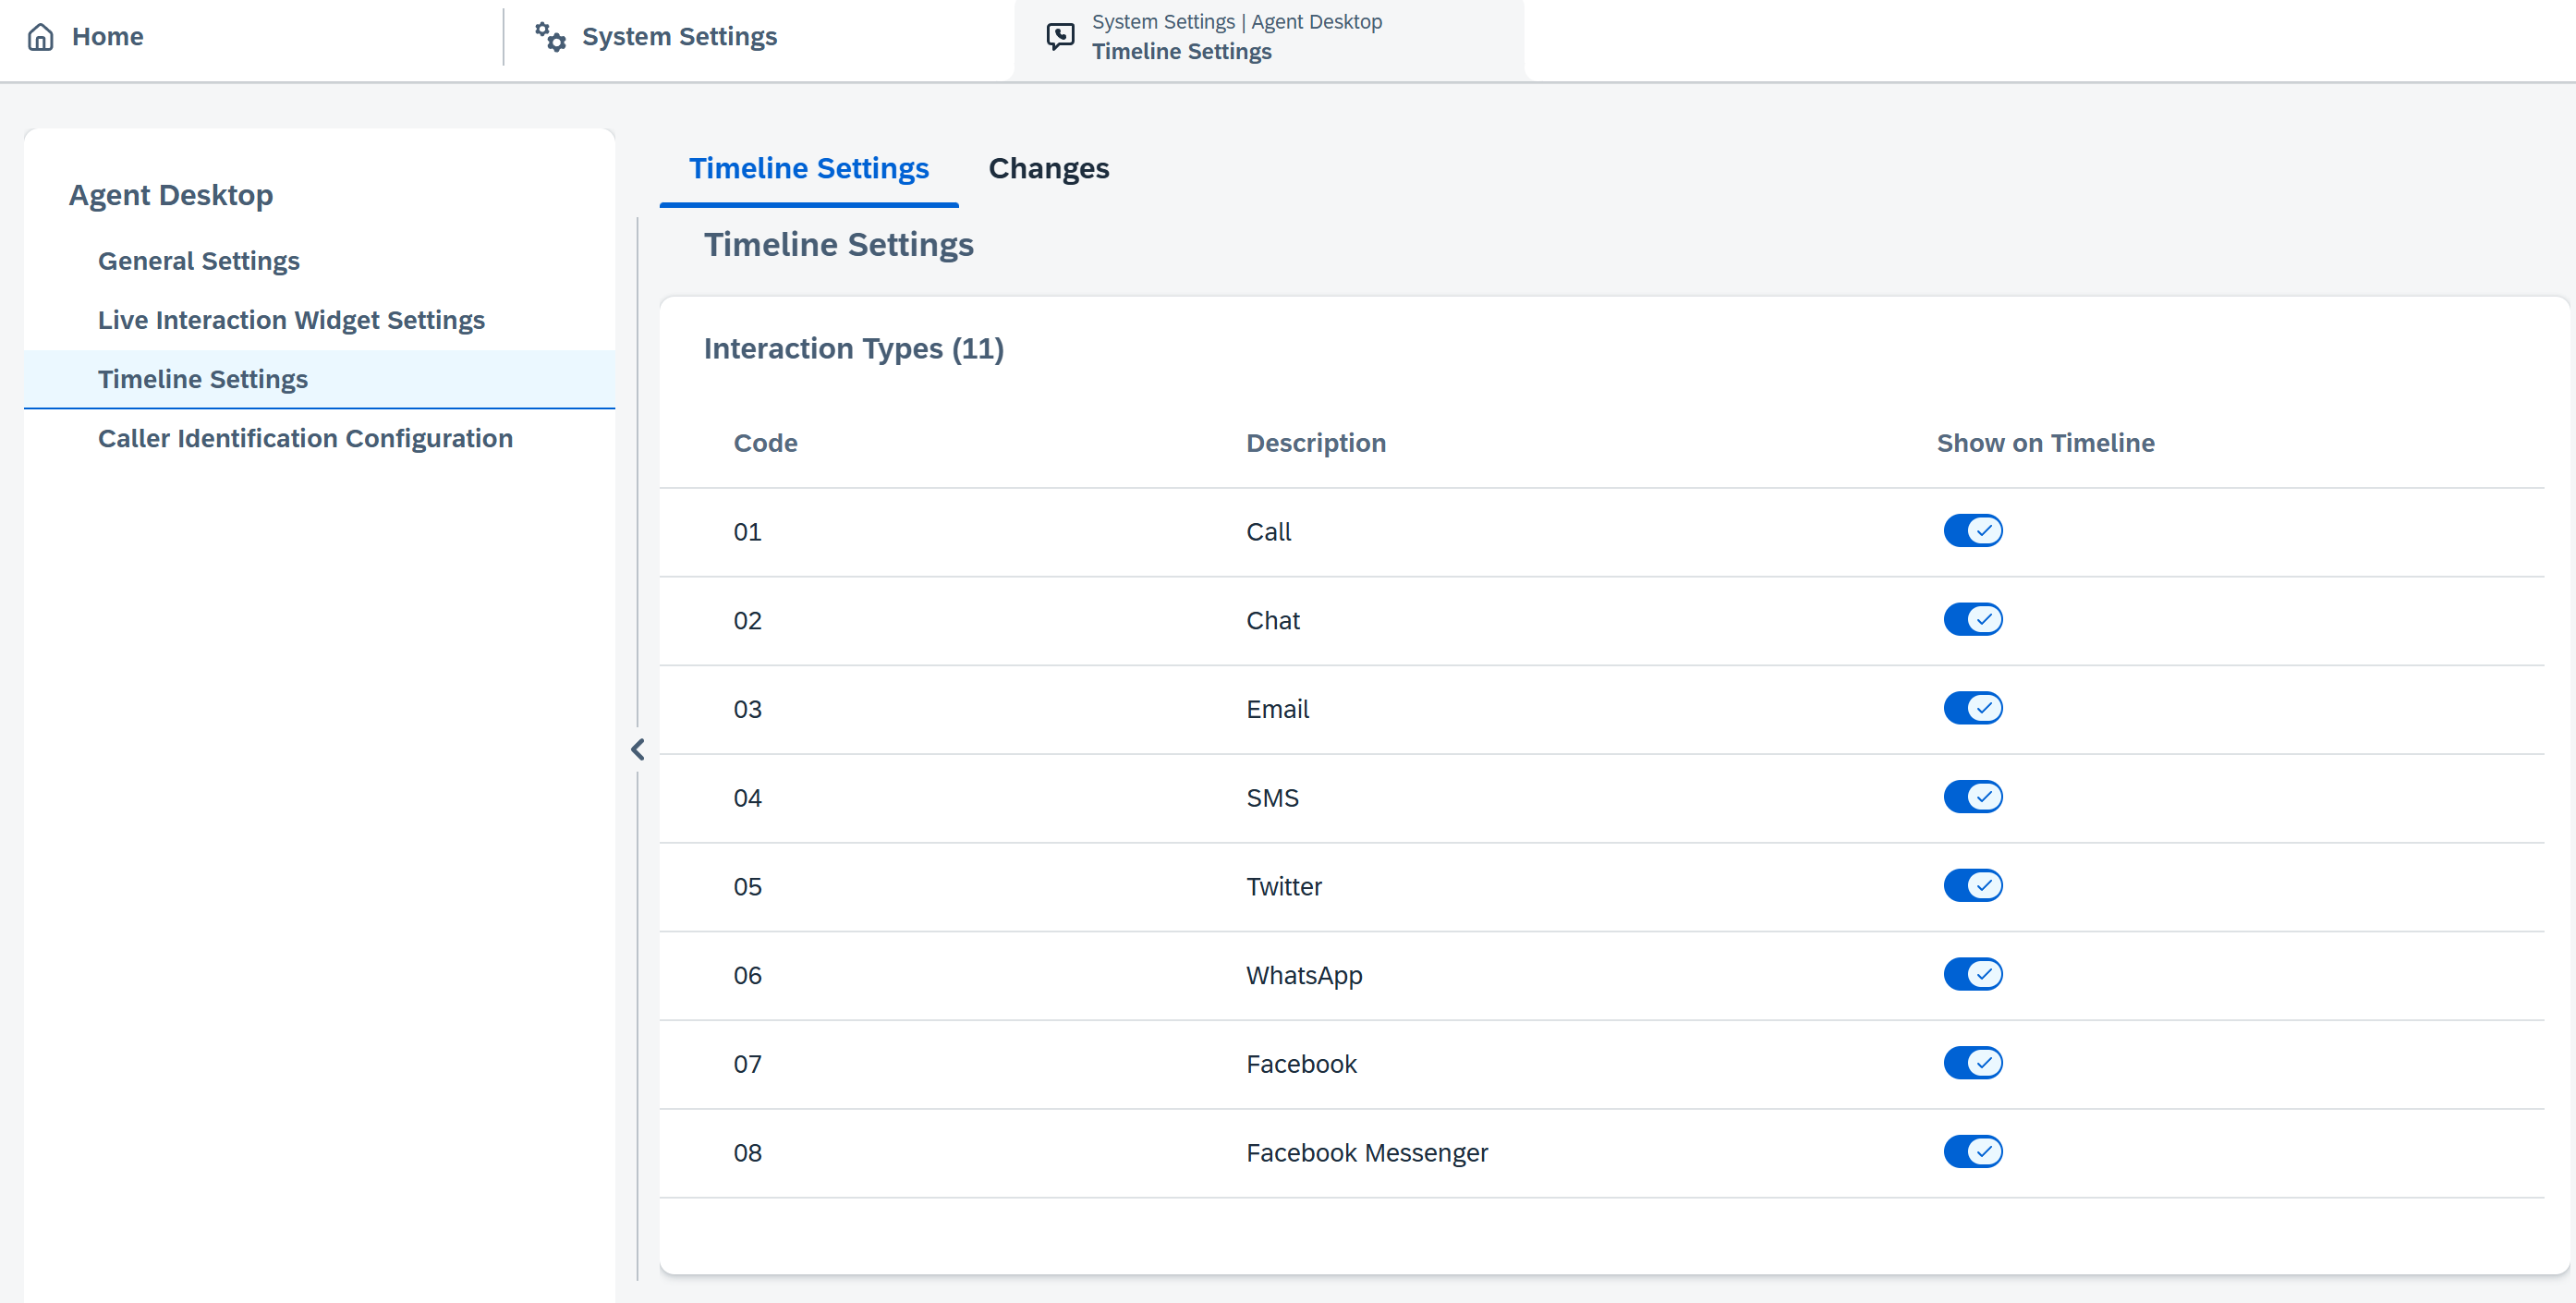 Home
System Settings
System Settings | Agent Desktop
Timeline Settings
Agent Desktop
General Settings
Live Interaction Widget Settings
Timeline Settings
Caller Identification Configuration
Timeline Settings Changes
Timeline Settings
Interaction Types (11)
Code Description Show on Timeline
01 Call
02 Chat
03 Email
04 SMS
05 Twitter
06 WhatsApp
07 Facebook
08 Facebook Messenger